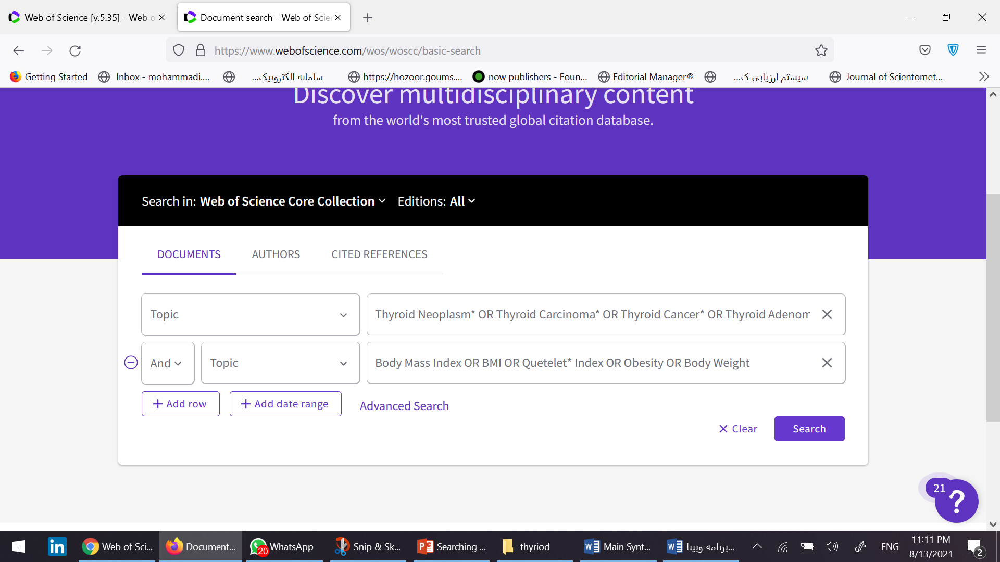 Web of Science [v.5.35] - Web o
Document search - Web of Scie
https://www.webofscience.com/wos/woscc/basic-search
Getting Started
Inbox - mohammadi....
سامانه الکترونیک...
https://hozoor.goums....
now publishers - Foun...
Editorial Manager®
سیستم ارزیابی ک...
Journal of Scientomet...
Discover multidisciplinary content
from the world's most trusted global citation database.
Search in: Web of Science Core Collection Editions: All
DOCUMENTS AUTHORS CITED REFERENCES
Topic Thyroid Neoplasm* OR Thyroid Carcinoma* OR Thyroid Cancer* OR Thyroid Adenom
And Topic Body Mass Index OR BMI OR Quetelet* Index OR Obesity OR Body Weight
+ Add row + Add date range Advanced Search
Clear Search
21
?
in
Web of Sci...
Document...
20
WhatsApp
Snip & Sk...
Searching ...
thyriod
Main Synt...
برنامه وبینا...
ENG
11:11 PM
8/13/2021
2